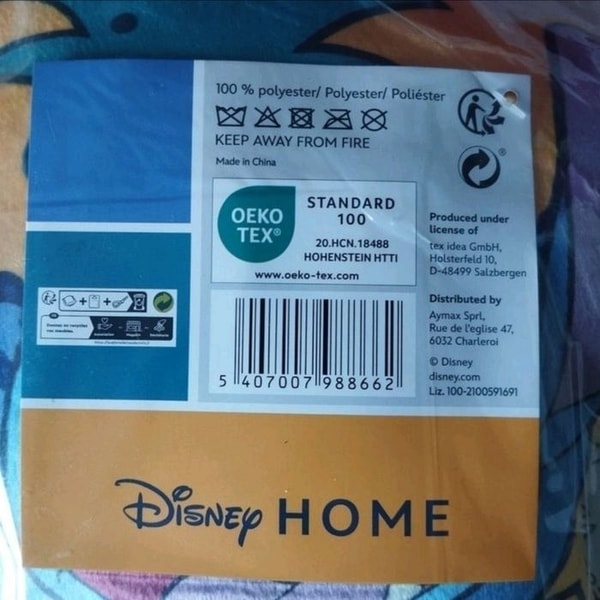 100 % polyester/ Polyester/ Poliéster
KEEP AWAY FROM FIRE
Made in China
OEKO
TEX®
STANDARD
100
20.HCN.18488
HOHENSTEIN HTTI
www.oeko-tex.com
5 407007 988662
®
Produced under
license of
tex idea GmbH,
Holsterfeld 10,
D-48499 Salzbergen
Distributed by
Aymax Sprl,
Rue de l'eglise 47,
6032 Charleroi
© Disney
disney.com
Liz. 100-2100591691
Disney HOME